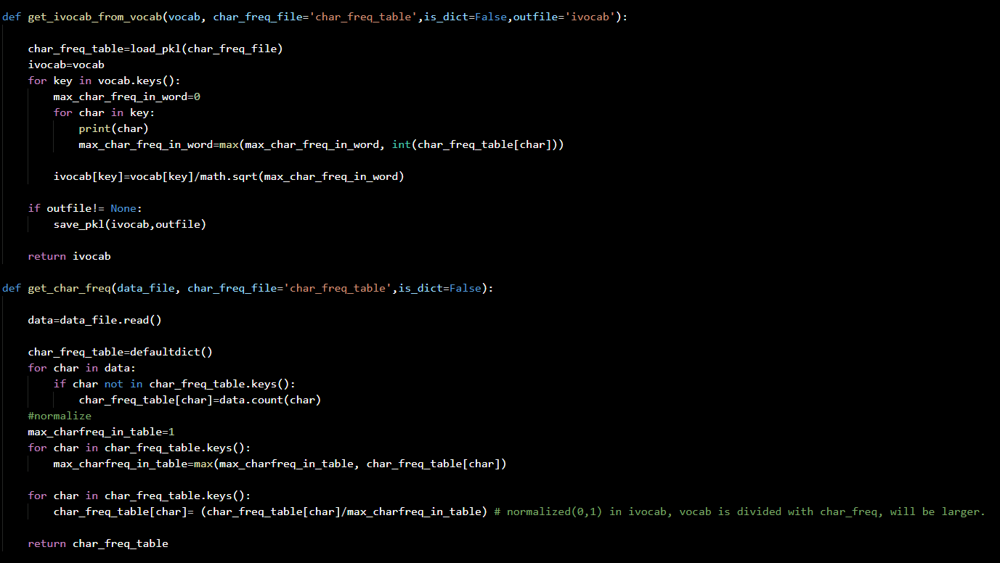 def get_ivocab_from_vocab(vocab, char_freq_file='char_freq_table',is_dict=False,outfile='ivocab'):
    char_freq_table=load_pkl(char_freq_file)
    ivocab=vocab
    for key in vocab.keys():
        max_char_freq_in_word=0
        for char in key:
            print(char)
            max_char_freq_in_word=max(max_char_freq_in_word, int(char_freq_table[char]))
        ivocab[key]=vocab[key]/math.sqrt(max_char_freq_in_word)
    if outfile!= None:
        save_pkl(ivocab,outfile)
    return ivocab
def get_char_freq(data_file, char_freq_file='char_freq_table',is_dict=False):
    data=data_file.read()
    char_freq_table=defaultdict()
    for char in data:
        if char not in char_freq_table.keys():
            char_freq_table[char]=data.count(char)
    #normalize
    max_charfreq_in_table=1
    for char in char_freq_table.keys():
        max_charfreq_in_table=max(max_charfreq_in_table, char_freq_table[char])
    for char in char_freq_table.keys():
        char_freq_table[char]= (char_freq_table[char]/max_charfreq_in_table) # normalized(0,1) in ivocab, vocab is divided with char_freq, will be larger.
    return char_freq_table